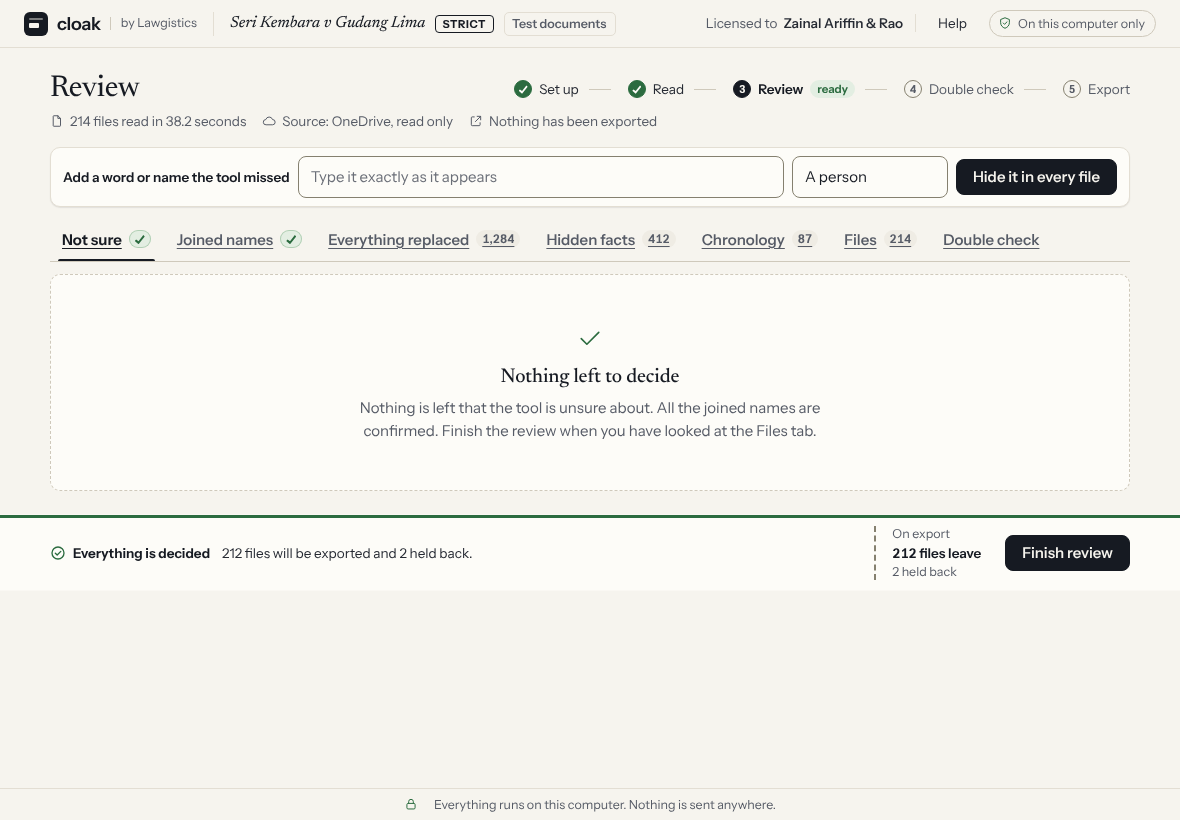 cloak by Lawgistics Seri Kembara v Gudang Lima STRICT Test documents Licensed to Zainal Ariffin & Rao Help On this computer only
Review
Set up Read 3 Review ready 4 Double check 5 Export
214 files read in 38.2 seconds Source: OneDrive, read only Nothing has been exported
Add a word or name the tool missed Type it exactly as it appears A person Hide it in every file
Not sure Joined names Everything replaced 1,284 Hidden facts 412 Chronology 87 Files 214 Double check
Nothing left to decide
Nothing is left that the tool is unsure about. All the joined names are
confirmed. Finish the review when you have looked at the Files tab.
Everything is decided 212 files will be exported and 2 held back.
On export
212 files leave
2 held back
Finish review
Everything runs on this computer. Nothing is sent anywhere.